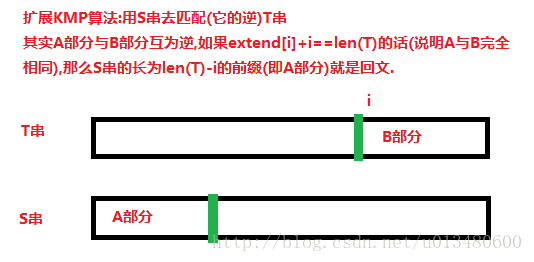 扩展KMP算法:用S串去匹配(它的逆)T串
其实A部分与B部分互为逆,如果extend[i]+i==len(T)的话(说明A与B完全
相同),那么S串的长为len(T)-i的前缀(即A部分)就是回文.
i
T串
B部分
S串
A部分
http://blog.csdn.net/u013480600